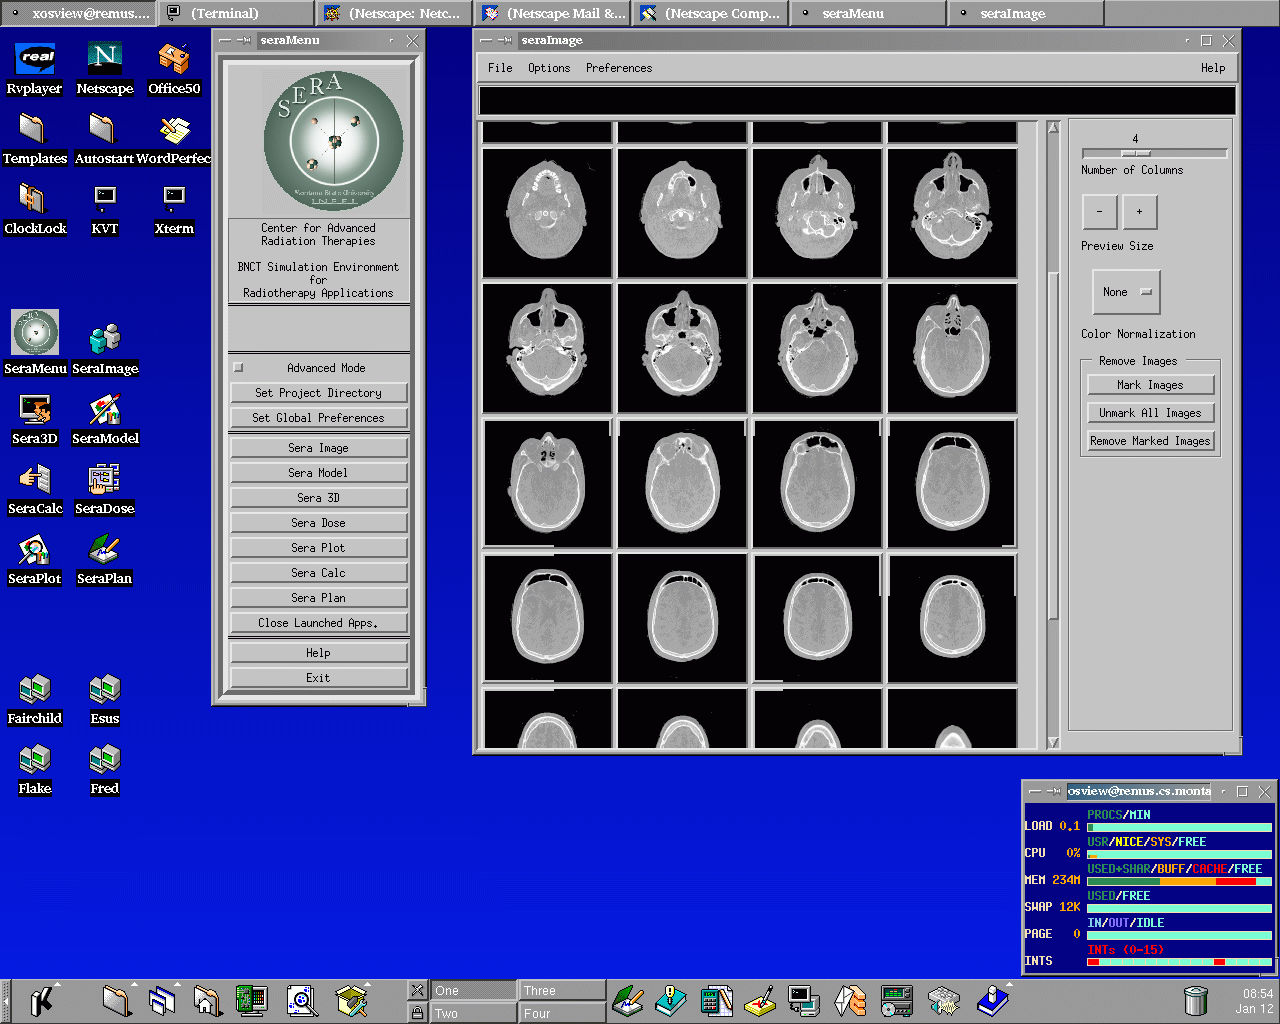 xosview@remus....
(Terminal)
(Netscape: Netc...
(Netscape Mail &...
(Netscape Comp...
seraMenu
seraImage
Rvplayer
Netscape
Office50
Templates
Autostart
WordPerfec
ClockLock
KVT
Xterm
SeraMenu
SeraImage
Sera3D
SeraModel
SeraCalc
SeraDose
SeraPlot
SeraPlan
Fairchild
Esus
Flake
Fred
real
N
seraMenu
SERA
Montana State University
INEEL
Center for Advanced
Radiation Therapies
BNCT Simulation Environment
for
Radiotherapy Applications
Advanced Mode
Set Project Directory
Set Global Preferences
Sera Image
Sera Model
Sera 3D
Sera Dose
Sera Plot
Sera Calc
Sera Plan
Close Launched Apps.
Help
Exit
seraImage
File Options Preferences Help
4
Number of Columns
- +
Preview Size
None
Color Normalization
Remove Images
Mark Images
Unmark All Images
Remove Marked Images
osview@remus.cs.monta
PROCS/MIN
LOAD 0.1
USR/NICE/SYS/FREE
CPU 0%
USED+SHAR/BUFF/CACHE/FREE
MEM 234M
USED/FREE
SWAP 12K
IN/OUT/IDLE
PAGE 0
INTs (0-15)
INTS
K
One
Two
Three
Four
08:54
Jan 12